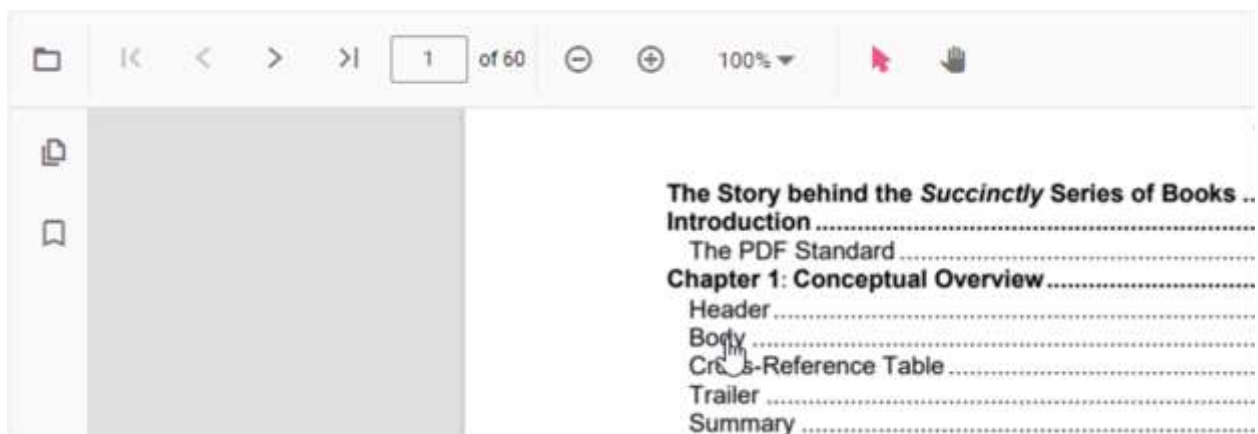 1 of 60 100%
The Story behind the Succinctly Series of Books ..
Introduction ........................................................................
The PDF Standard ........................................................................
Chapter 1: Conceptual Overview ..........................................
Header ........................................................................
Body ........................................................................
Cross-Reference Table ........................................................
Trailer ........................................................................
Summary ........................................................................